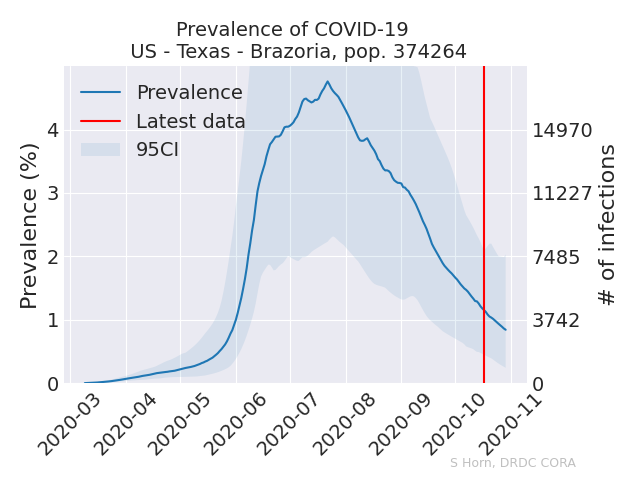 Prevalence of COVID-19
US - Texas - Brazoria, pop. 374264
Prevalence
Latest data
95CI
Prevalence (%)
4
3
2
1
0
14970
11227
7485
3742
0
# of infections
2020-03
2020-04
2020-05
2020-06
2020-07
2020-08
2020-09
2020-10
2020-11
S Horn, DRDC CORA